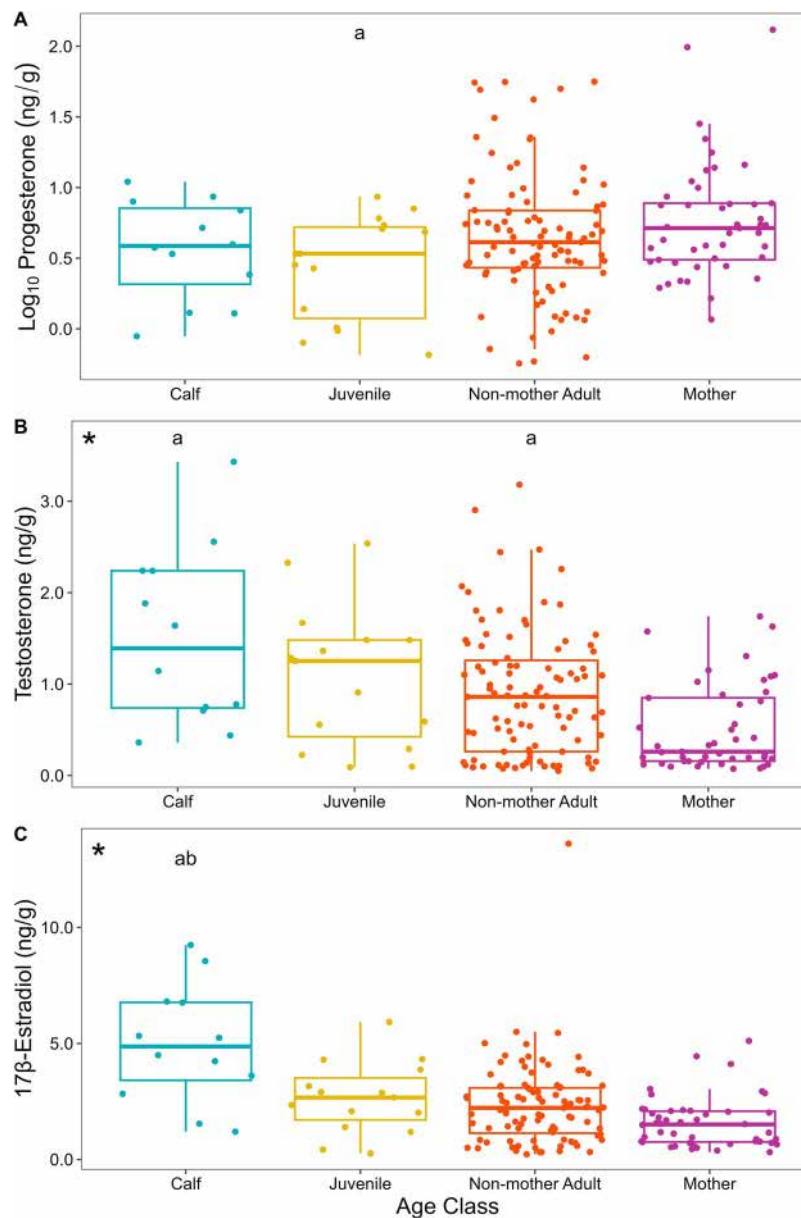 A
a
Log₁₀ Progesterone (ng/g)
2.0
1.5
1.0
0.5
0.0
Calf Juvenile Non-mother Adult Mother
B
* a a
Testosterone (ng/g)
3.0
2.0
1.0
0.0
Calf Juvenile Non-mother Adult Mother
C
* ab
17β-Estradiol (ng/g)
10.0
5.0
0.0
Calf Juvenile Non-mother Adult Mother
Age Class